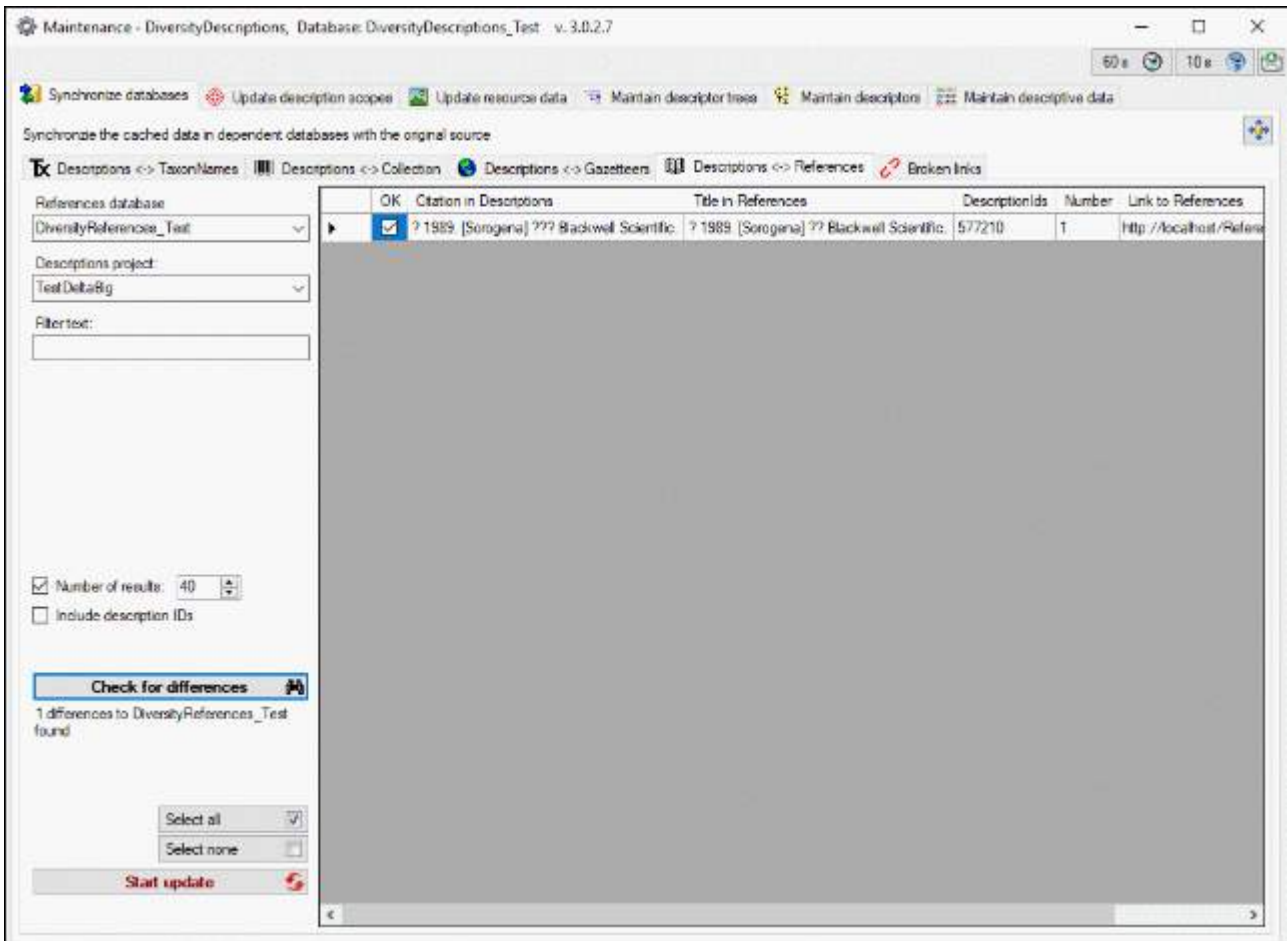 Maintenance - DiversityDescriptions, Database: DiversityDescriptions_Test v. 3.0.2.7
60 s 10 s
Synchronize databases Update description scopes Update resource data Maintain descriptor trees Maintain descriptors Maintain descriptive data
Synchronzie the cached data in dependent databases with the original source
Descriptions <-> TaxonNames Descriptions <-> Collection Descriptions <-> Gazetteers Descriptions <-> References Broken links
References database
DiversityReferences_Test
Descriptions project:
TestDeltaBig
Filter text:
OK Citation in Descriptions Title in References DescriptionIds Number Link to References
? 1989. [Sorogena] ??? Blackwell Scientific. ? 1989. [Sorogena] ?? Blackwell Scientific. 577210 1 http://localhost/Refere
Number of results: 40
Include description IDs
Check for differences
1 differences to DiversityReferences_Test
found
Select all
Select none
Start update